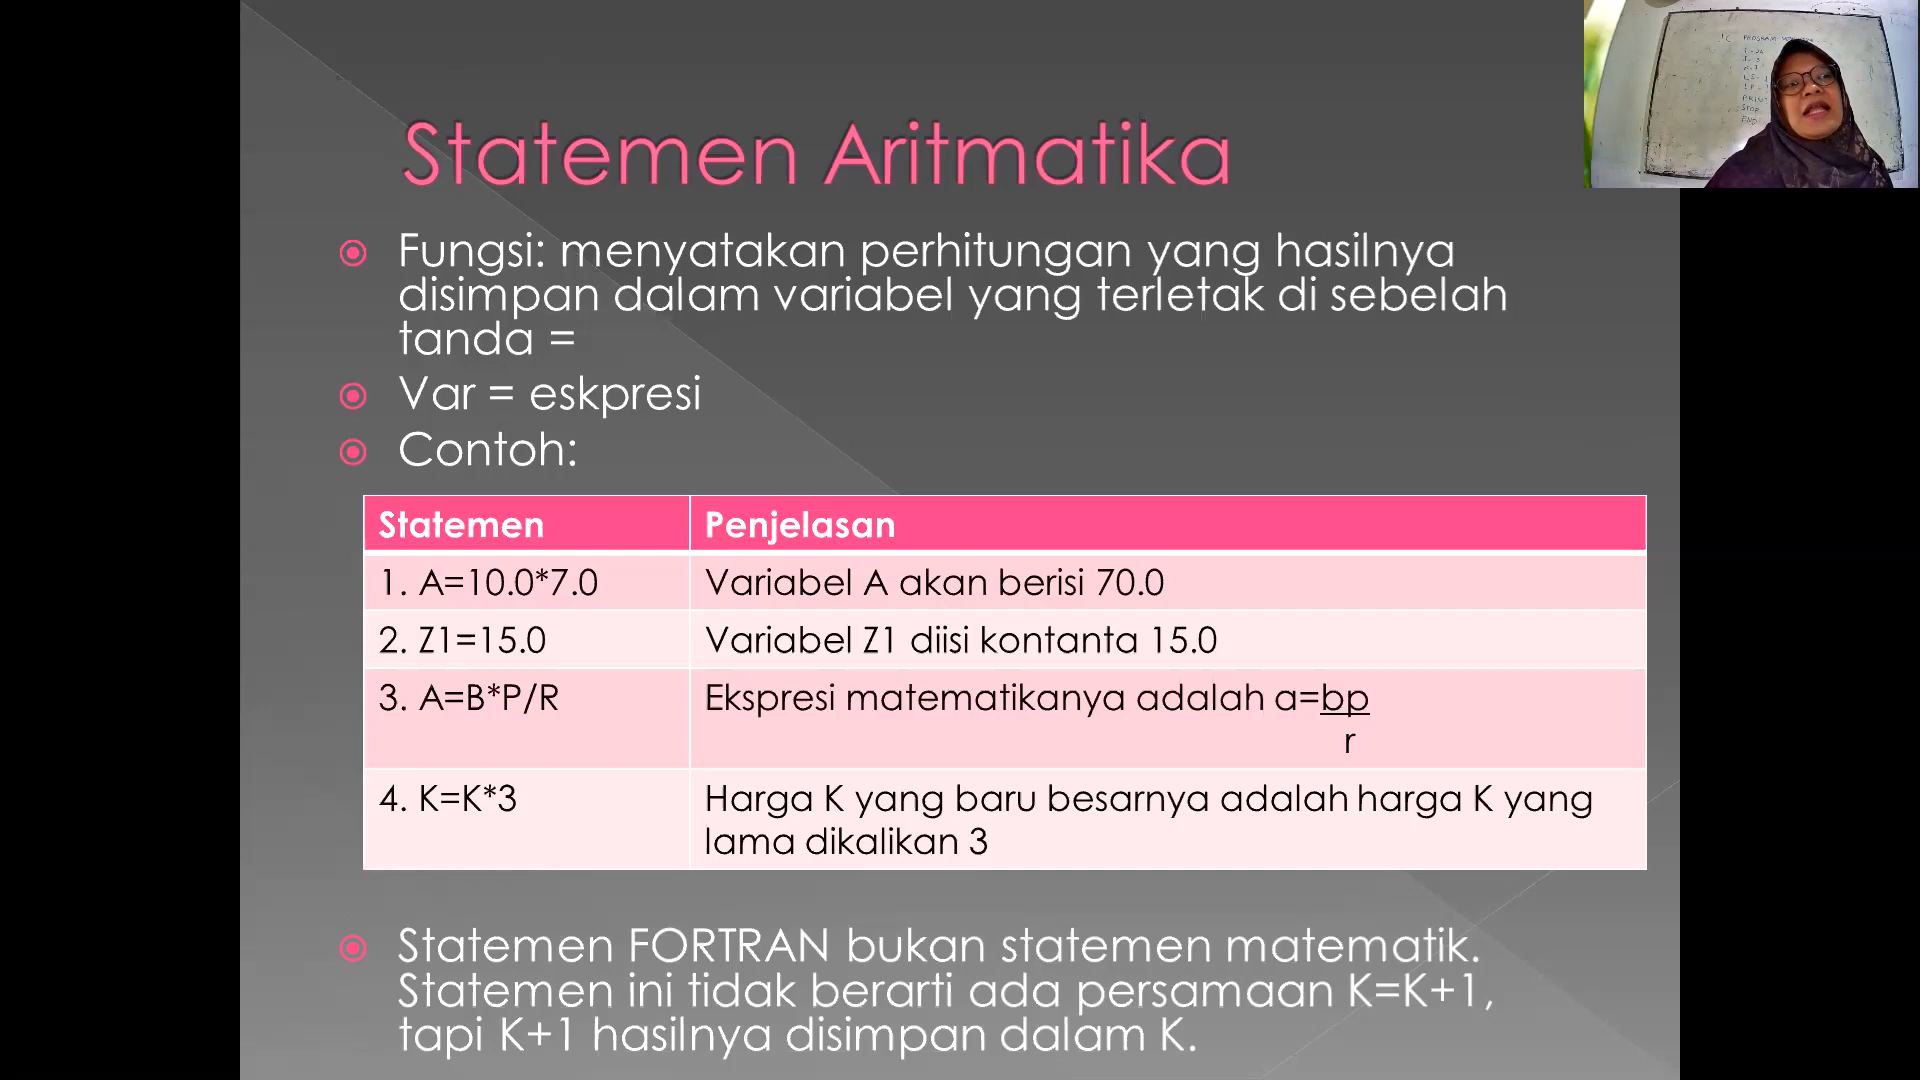 Statemen Aritmatika
Fungsi: menyatakan perhitungan yang hasilnya
disimpan dalam variabel yang terletak di sebelah
tanda =
Var = eskpresi
Contoh:
Statemen Penjelasan
1. A=10.0*7.0 Variabel A akan berisi 70.0
2. Z1=15.0 Variabel Z1 diisi kontanta 15.0
3. A=B*P/R Ekspresi matematikanya adalah a=bp
r
4. K=K*3 Harga K yang baru besarnya adalah harga K yang
lama dikalikan 3
Statemen FORTRAN bukan statemen matematik.
Statemen ini tidak berarti ada persamaan K=K+1,
tapi K+1 hasilnya disimpan dalam K.
C PROGRAM
STOP
END